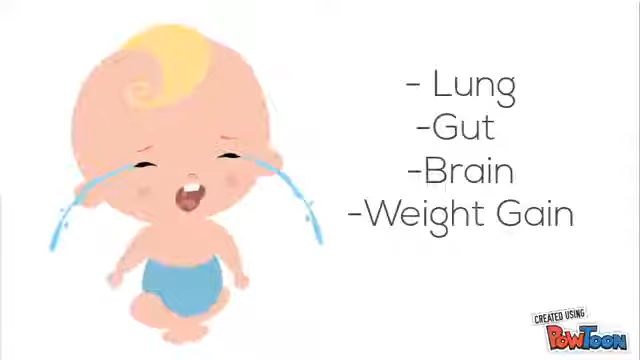 - Lung
-Gut
-Brain
-Weight Gain
CREATED USING
POWTOON